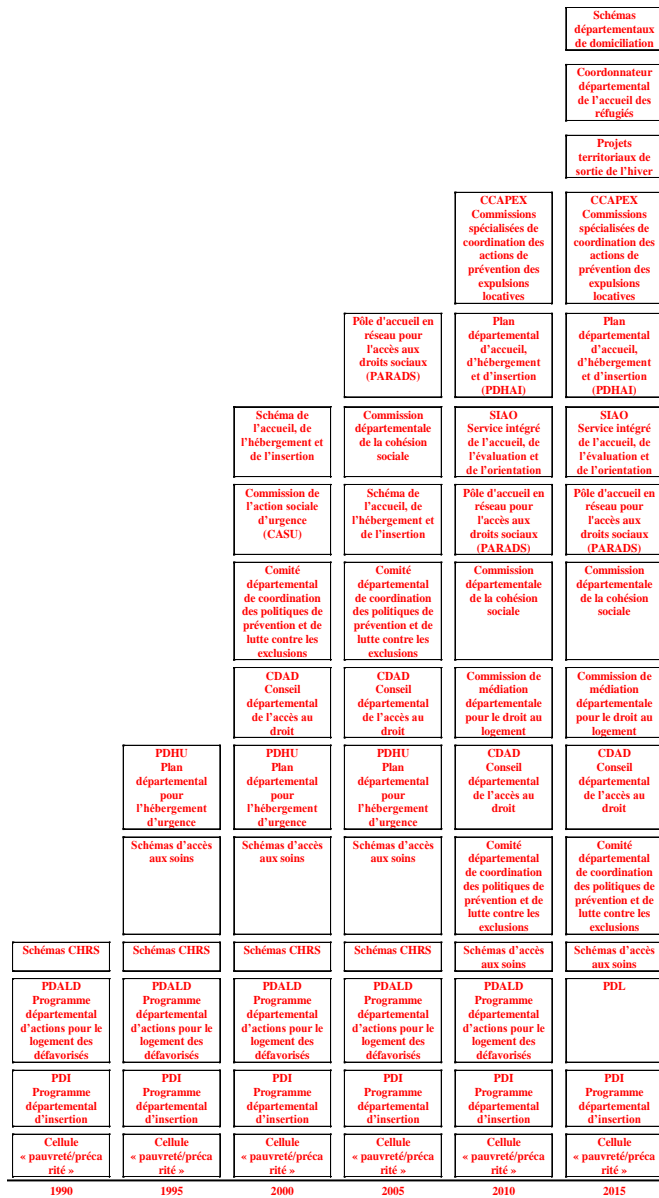 Schémas
départementaux
de domiciliation
Coordonnateur
départemental
de l'accueil des
réfugiés
Projets
territoriaux de
sortie de l'hiver
CCAPEX
Commissions
spécialisées de
coordination des
actions de
prévention des
expulsions
locatives
CCAPEX
Commissions
spécialisées de
coordination des
actions de
prévention des
expulsions
locatives
Pôle d'accueil en
réseau pour
l'accès aux
droits sociaux
(PARADS)
Plan
départemental
d'accueil,
d'hébergement
et d'insertion
(PDHAI)
Plan
départemental
d'accueil,
d'hébergement
et d'insertion
(PDHAI)
Schéma de
l'accueil, de
l'hébergement et
de l'insertion
Commission
départementale
de la cohésion
sociale
SIAO
Service intégré
de l'accueil, de
l'évaluation et
de l'orientation
SIAO
Service intégré
de l'accueil, de
l'évaluation et
de l'orientation
Commission de
l'action sociale
d'urgence
(CASU)
Schéma de
l'accueil, de
l'hébergement et
de l'insertion
Pôle d'accueil en
réseau pour
l'accès aux
droits sociaux
(PARADS)
Pôle d'accueil en
réseau pour
l'accès aux
droits sociaux
(PARADS)
Comité
départemental
de coordination
des politiques de
prévention et de
lutte contre les
exclusions
Comité
départemental
de coordination
des politiques de
prévention et de
lutte contre les
exclusions
Commission
départementale
de la cohésion
sociale
Commission
départementale
de la cohésion
sociale
CDAD
Conseil
départemental
de l'accès au
droit
CDAD
Conseil
départemental
de l'accès au
droit
Commission de
médiation
départementale
pour le droit au
logement
Commission de
médiation
départementale
pour le droit au
logement
PDHU
Plan
départemental
pour
l'hébergement
d'urgence
PDHU
Plan
départemental
pour
l'hébergement
d'urgence
PDHU
Plan
départemental
pour
l'hébergement
d'urgence
CDAD
Conseil
départemental
de l'accès au
droit
CDAD
Conseil
départemental
de l'accès au
droit
Schémas d'accès
aux soins
Schémas d'accès
aux soins
Schémas d'accès
aux soins
Comité
départemental
de coordination
des politiques de
prévention et de
lutte contre les
exclusions
Comité
départemental
de coordination
des politiques de
prévention et de
lutte contre les
exclusions
Schémas CHRS
Schémas CHRS
Schémas CHRS
Schémas CHRS
Schémas d'accès
aux soins
Schémas d'accès
aux soins
PDALD
Programme
départemental
d'actions pour le
logement des
défavorisés
PDALD
Programme
départemental
d'actions pour le
logement des
défavorisés
PDALD
Programme
départemental
d'actions pour le
logement des
défavorisés
PDALD
Programme
départemental
d'actions pour le
logement des
défavorisés
PDALD
Programme
départemental
d'actions pour le
logement des
défavorisés
PDL
PDI
Programme
départemental
d'insertion
PDI
Programme
départemental
d'insertion
PDI
Programme
départemental
d'insertion
PDI
Programme
départemental
d'insertion
PDI
Programme
départemental
d'insertion
PDI
Programme
départemental
d'insertion
Cellule
« pauvreté/préca
rité »
Cellule
« pauvreté/préca
rité »
Cellule
« pauvreté/préca
rité »
Cellule
« pauvreté/préca
rité »
Cellule
« pauvreté/préca
rité »
Cellule
« pauvreté/préca
rité »
1990 1995 2000 2005 2010 2015